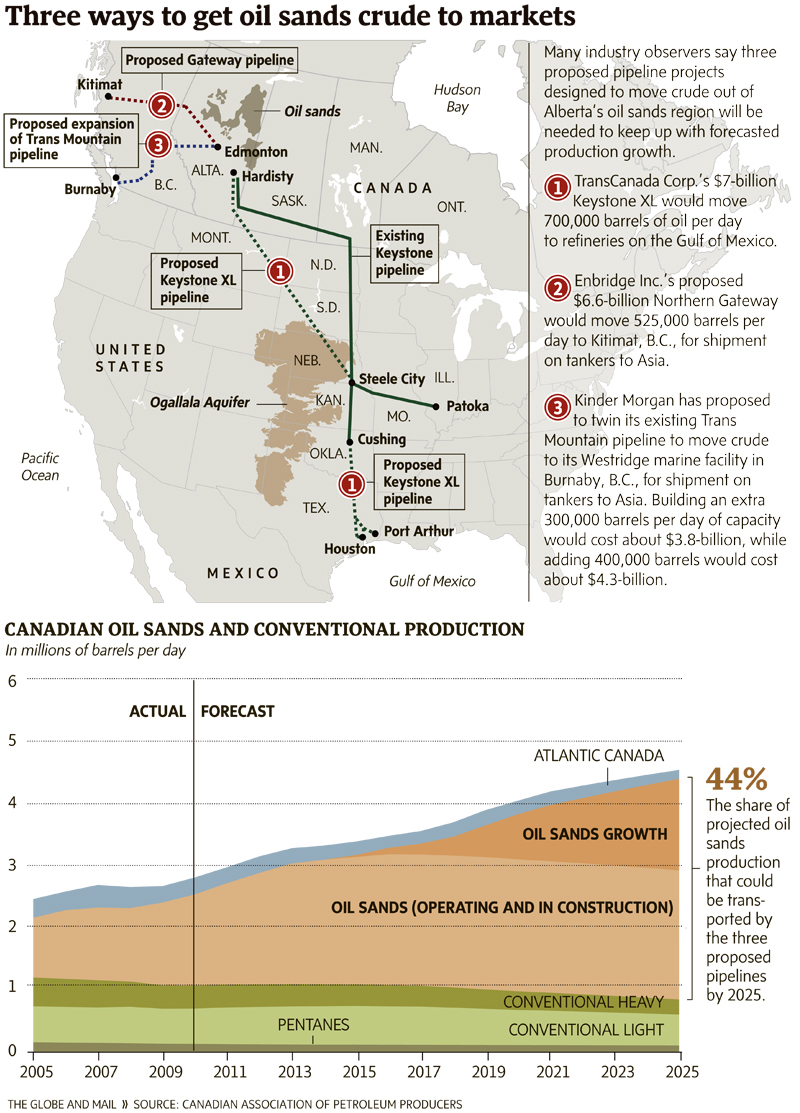 Three ways to get oil sands crude to markets
Proposed Gateway pipeline
Kitimat
2
Oil sands
Hudson
Bay
Proposed expansion
of Trans Mountain
pipeline
3
Edmonton
MAN.
ALTA.
Hardisty
Burnaby
B.C.
CANADA
SASK.
ONT.
MONT.
Existing
Keystone
pipeline
Proposed
Keystone XL
pipeline
1
N.D.
S.D.
UNITED
STATES
NEB.
Steele City
ILL.
Ogallala Aquifer
KAN.
MO.
Patoka
Cushing
OKLA.
Pacific
Ocean
1
Proposed
Keystone XL
pipeline
TEX.
Port Arthur
Houston
MEXICO
Gulf of Mexico
Many industry observers say three
proposed pipeline projects
designed to move crude out of
Alberta's oil sands region will be
needed to keep up with forecasted
production growth.
1 TransCanada Corp.'s $7-billion
Keystone XL would move
700,000 barrels of oil per day
to refineries on the Gulf of Mexico.
2 Enbridge Inc.'s proposed
$6.6-billion Northern Gateway
would move 525,000 barrels per
day to Kitimat, B.C., for shipment
on tankers to Asia.
3 Kinder Morgan has proposed
to twin its existing Trans
Mountain pipeline to move crude
to its Westridge marine facility in
Burnaby, B.C., for shipment on
tankers to Asia. Building an extra
300,000 barrels per day of capacity
would cost about $3.8-billion, while
adding 400,000 barrels would cost
about $4.3-billion.
CANADIAN OIL SANDS AND CONVENTIONAL PRODUCTION
In millions of barrels per day
6
ACTUAL FORECAST
5
ATLANTIC CANADA
4
OIL SANDS GROWTH
3
OIL SANDS (OPERATING AND IN CONSTRUCTION)
2
1
CONVENTIONAL HEAVY
PENTANES
CONVENTIONAL LIGHT
0
2005 2007 2009 2011 2013 2015 2017 2019 2021 2023 2025
44%
The share of
projected oil
sands
production
that could
be trans-
ported by
the three
proposed
pipelines
by 2025.
THE GLOBE AND MAIL » SOURCE: CANADIAN ASSOCIATION OF PETROLEUM PRODUCERS